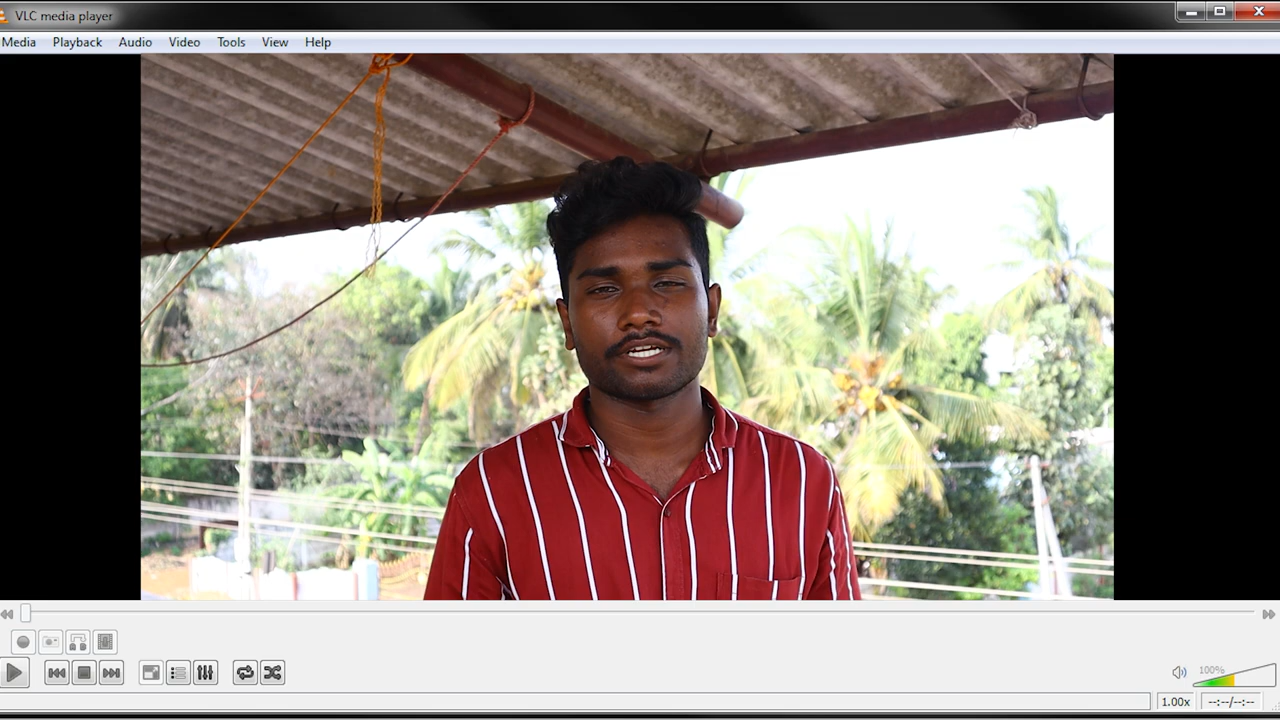 VLC media player
Media Playback Audio Video Tools View Help
100%
1.00x --:--/--:--